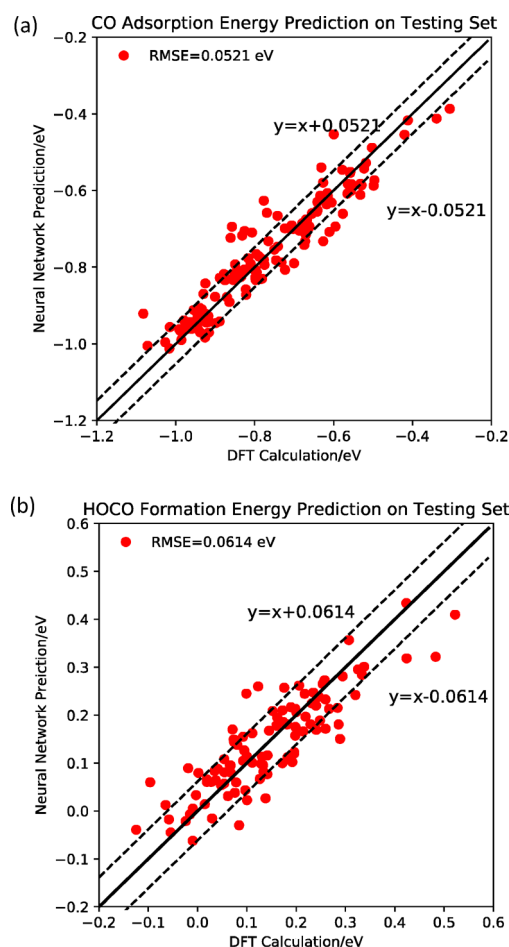 (a)
CO Adsorption Energy Prediction on Testing Set
−0.2
RMSE=0.0521 eV
−0.4
y=x+0.0521
Neural Network Prediction/eV
−0.6
y=x-0.0521
−0.8
−1.0
−1.2
−1.2 −1.0 −0.8 −0.6 −0.4 −0.2
DFT Calculation/eV
(b)
HOCO Formation Energy Prediction on Testing Set
0.6
RMSE=0.0614 eV
0.5
0.4
y=x+0.0614
0.3
Neural Network Preiction/eV
y=x-0.0614
0.2
0.1
0.0
−0.1
−0.2
−0.2 −0.1 0.0 0.1 0.2 0.3 0.4 0.5 0.6
DFT Calculation/eV